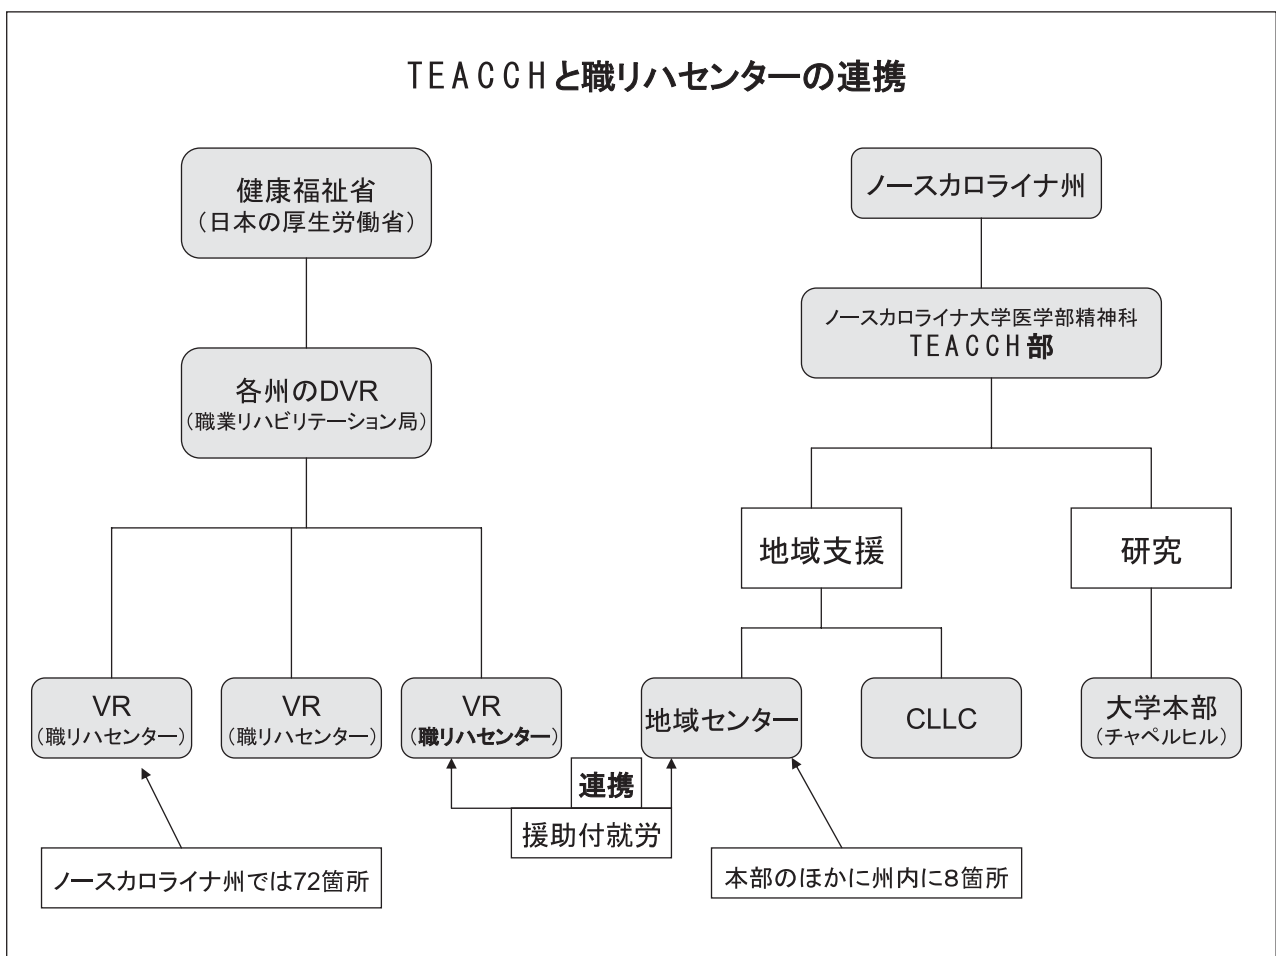 TEACCHと職リハセンターの連携
健康福祉省
（日本の厚生労働省）
ノースカロライナ州
ノースカロライナ大学医学部精神科
TEACCH部
各州のDVR
（職業リハビリテーション局）
地域支援
研究
VR
（職リハセンター）
VR
（職リハセンター）
VR
（職リハセンター）
地域センター
CLLC
大学本部
（チャペルヒル）
連携
援助付就労
ノースカロライナ州では72箇所
本部のほかに州内に8箇所